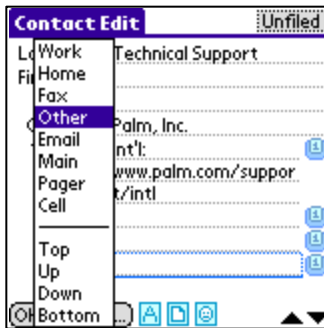 Contact Edit Unfiled
Work
Home
Fax
Other
Email
Main
Pager
Cell
Top
Up
Down
Bottom
Technical Support
Palm, Inc.
nt'l:
www.palm.com/suppor
t/intl